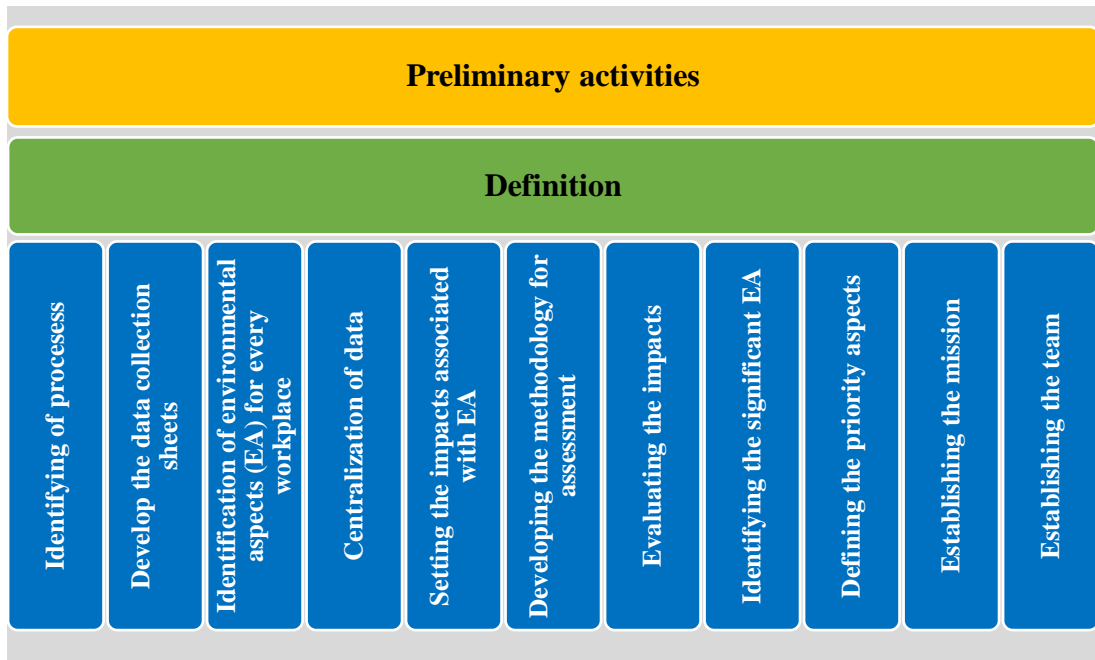 Preliminary activities
Definition
Identifying of procesess
Develop the data collection
sheets
Identification of environmental
aspects (EA) for every
workplace
Centralization of data
Setting the impacts associated
with EA
Developing the methodology for
assessment
Evaluating the impacts
Identifying the significant EA
Defining the priority aspects
Establishing the mission
Establishing the team